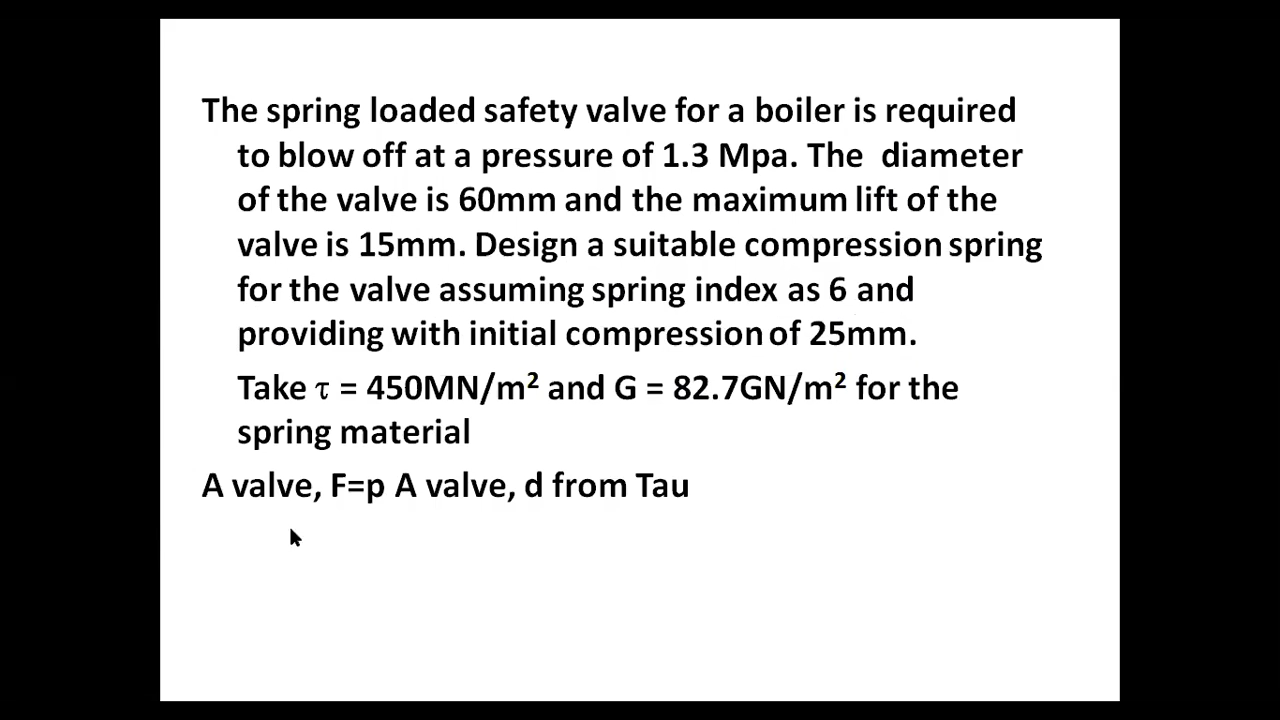 The spring loaded safety valve for a boiler is required
to blow off at a pressure of 1.3 Mpa. The diameter
of the valve is 60mm and the maximum lift of the
valve is 15mm. Design a suitable compression spring
for the valve assuming spring index as 6 and
providing with initial compression of 25mm.
Take τ = 450MN/m² and G = 82.7GN/m² for the
spring material
A valve, F=p A valve, d from Tau